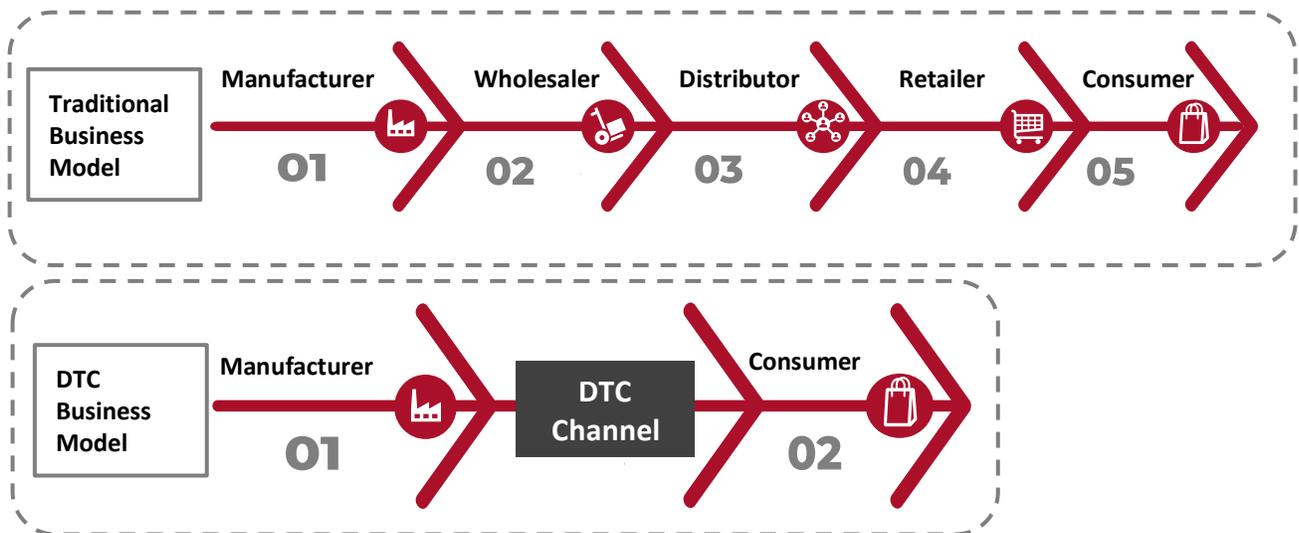 Manufacturer
Wholesaler
Distributor
Retailer
Consumer
Traditional
Business
Model
01
02
03
04
05
DTC
Business
Model
Manufacturer
01
DTC
Channel
Consumer
02